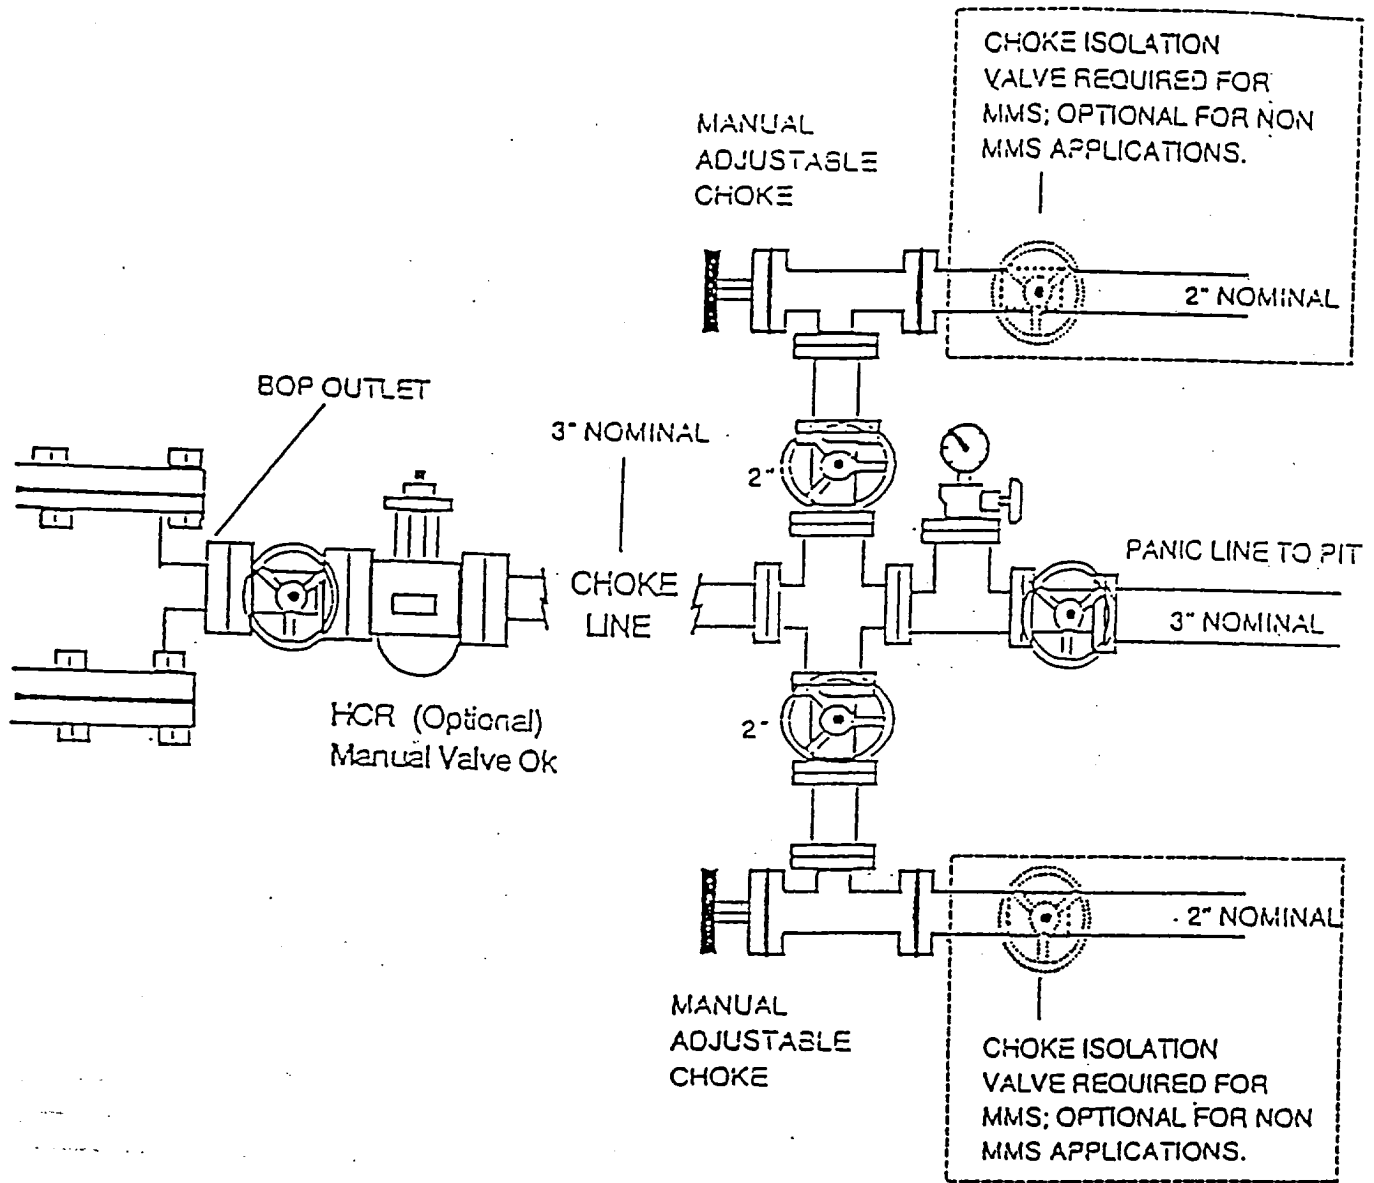 CHOKE ISOLATION
VALVE REQUIRED FOR
MMS; OPTIONAL FOR NON
MMS APPLICATIONS.
MANUAL
ADJUSTABLE
CHOKE
2" NOMINAL
BOP OUTLET
3" NOMINAL
2"
CHOKE
LINE
PANIC LINE TO PIT
3" NOMINAL
HCR (Optional)
Manual Valve Ok
2"
2" NOMINAL
MANUAL
ADJUSTABLE
CHOKE
CHOKE ISOLATION
VALVE REQUIRED FOR
MMS; OPTIONAL FOR NON
MMS APPLICATIONS.